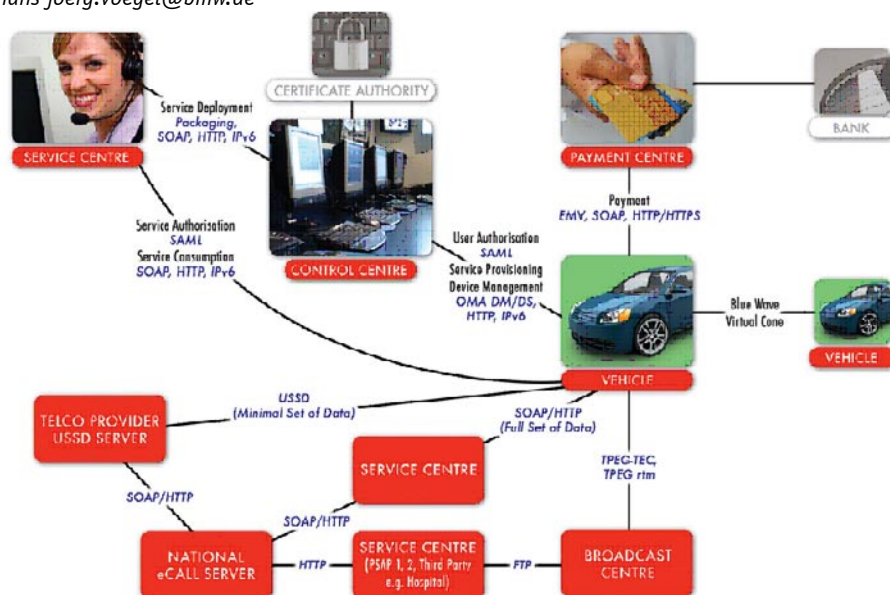 hans-joerg.voegel@bmw.de
CERTIFICATE AUTHORITY
Service Deployment
Packaging,
SOAP, HTTP, IPv6
SERVICE CENTRE
PAYMENT CENTRE
BANK
Service Authorisation
SAML
Service Consumption
SOAP, HTTP, IPv6
CONTROL CENTRE
User Authorisation
SAML
Service Provisioning
Device Management
OMA DM/DS,
HTTP, IPv6
Payment
EMV, SOAP, HTTP/HTTPS
VEHICLE
Blue Wave
Virtual Cone
VEHICLE
USSD
(Minimal Set of Data)
TELCO PROVIDER
USSD SERVER
SOAP/HTTP
(Full Set of Data)
SERVICE CENTRE
TPEG-TEC,
TPEG rtm
SOAP/HTTP
SOAP/HTTP
NATIONAL
eCALL SERVER
HTTP
SERVICE CENTRE
(PSAP 1, 2, Third Party
e.g. Hospital)
FTP
BROADCAST
CENTRE